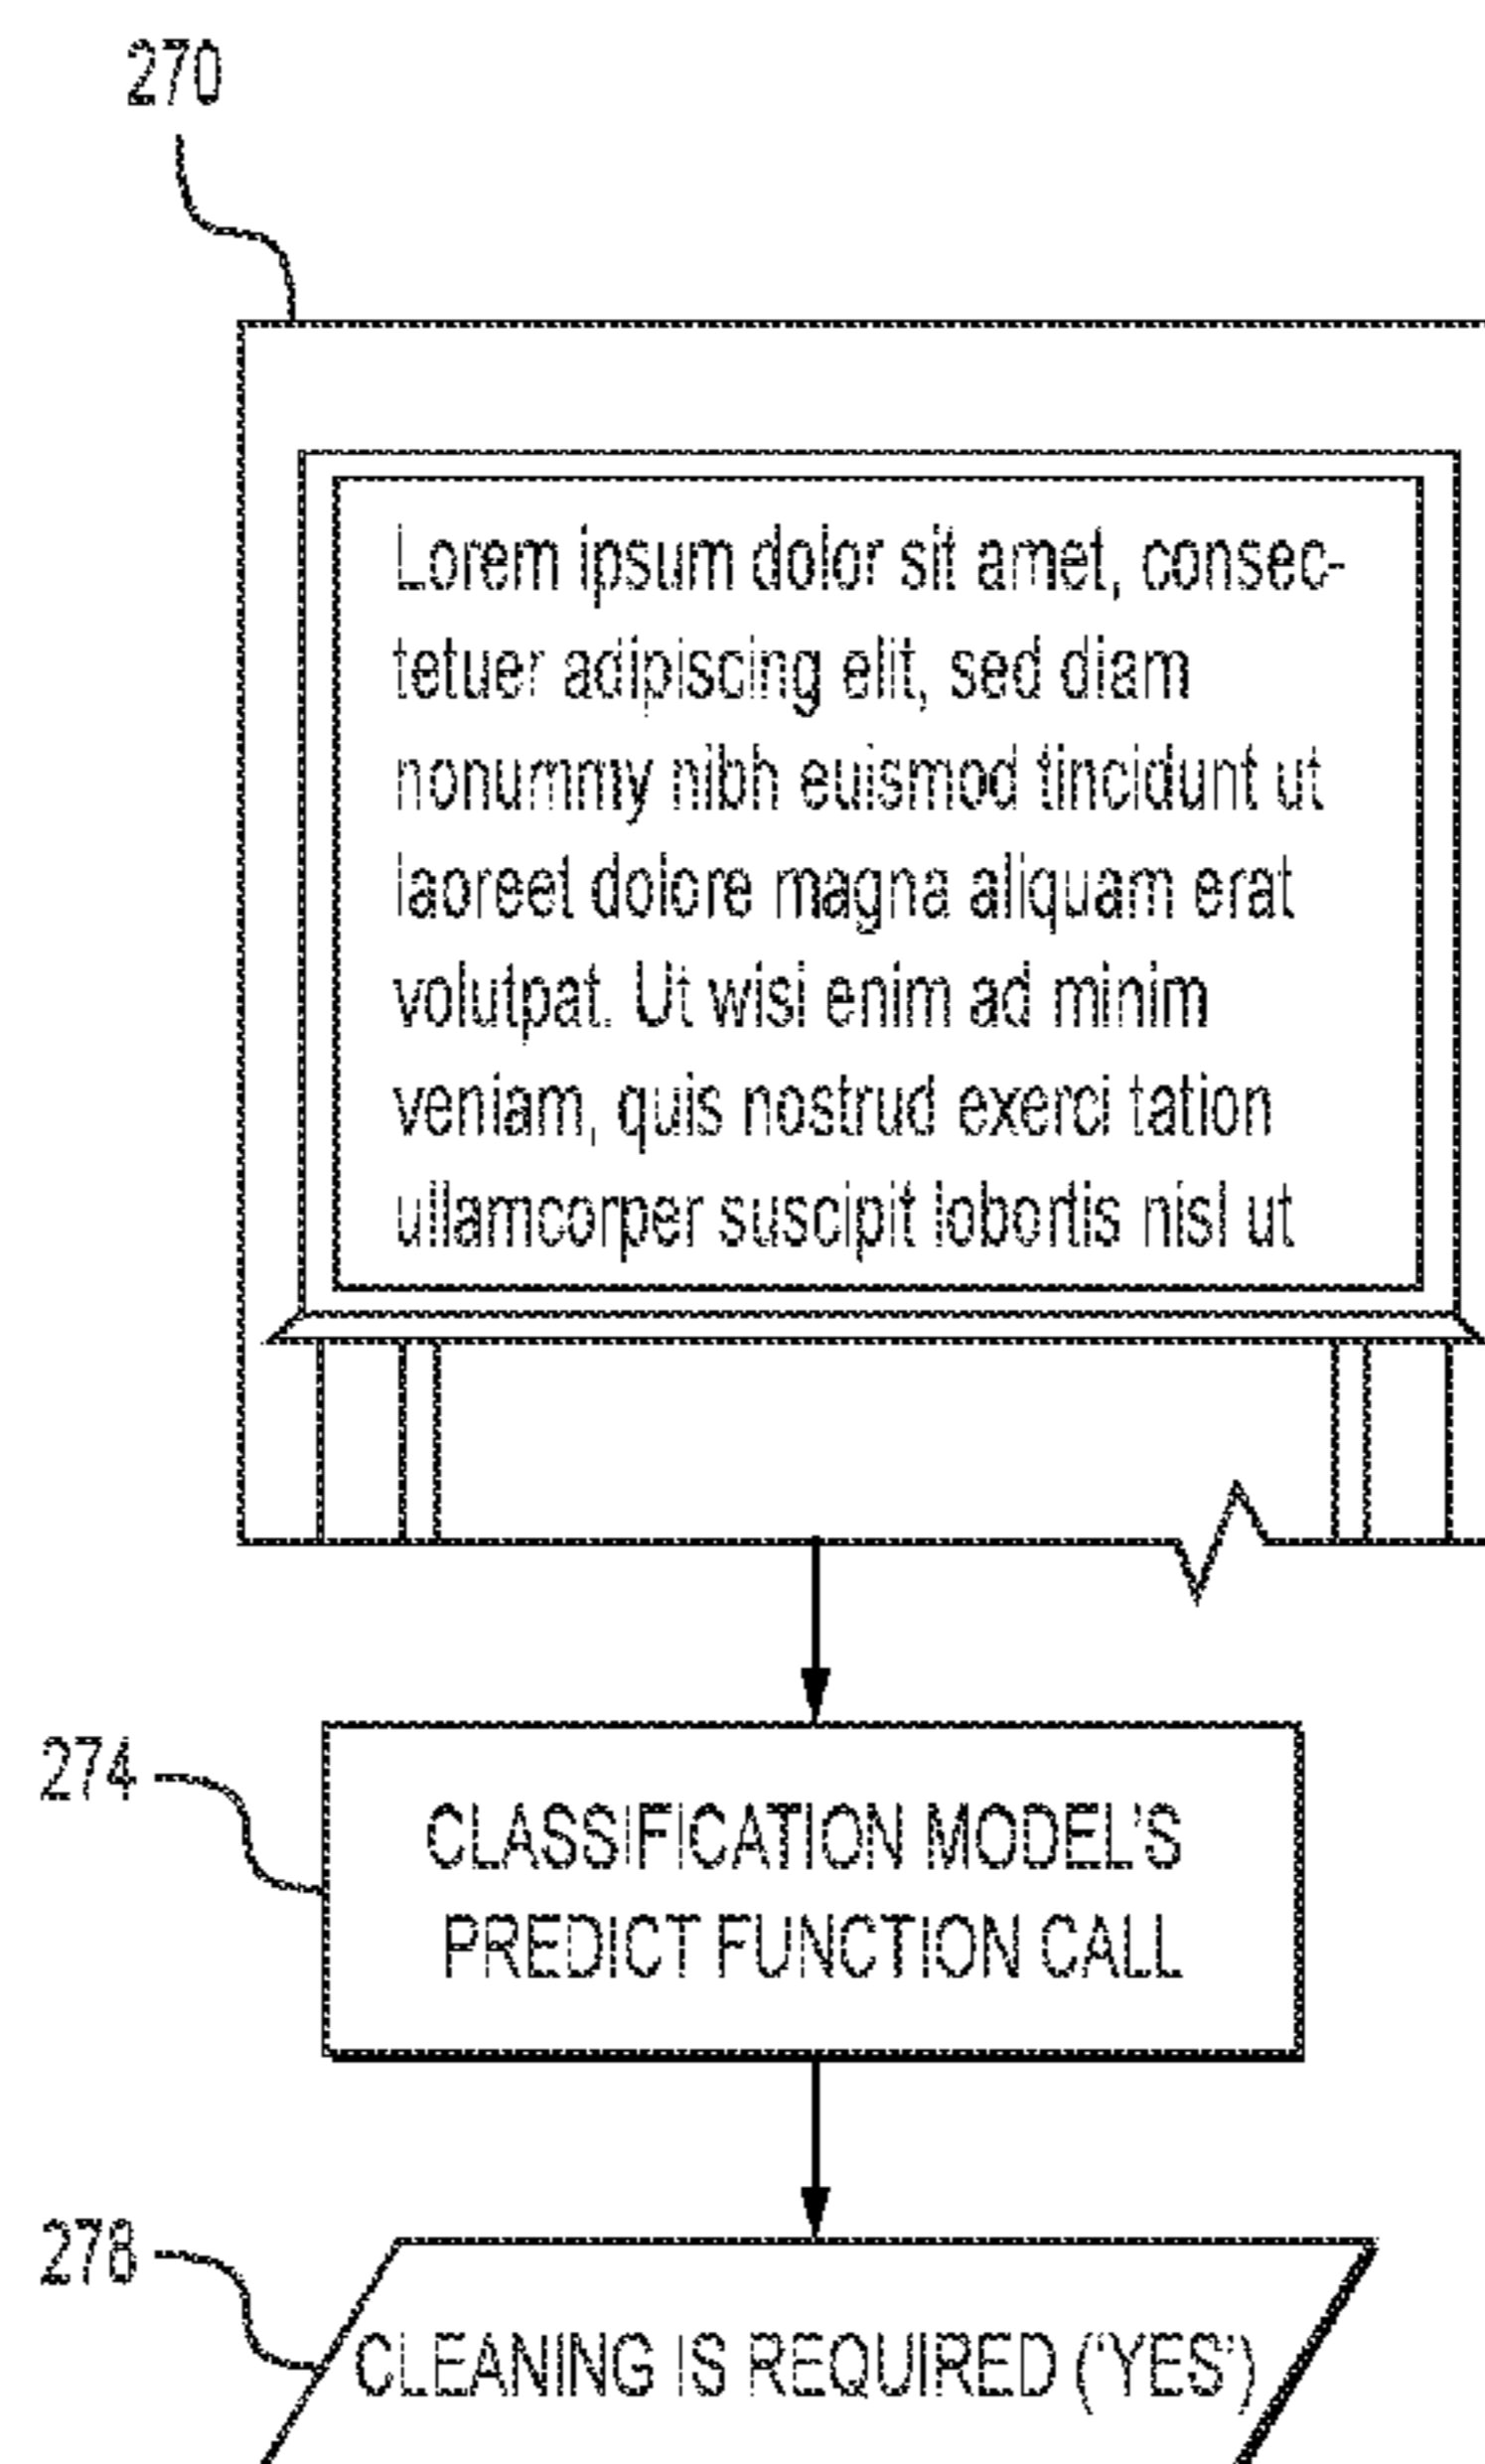 270
Lorem ipsum dolor sit amet, consec-
tetuer adipiscing elit, sed diam
nonummy nibh euismod tincidunt ut
laoreet dolore magna aliquam erat
volutpat. Ut wisi enim ad minim
veniam, quis nostrud exerci tation
ullamcorper suscipit lobortis nisl ut
274
CLASSIFICATION MODEL'S
PREDICT FUNCTION CALL
278
CLEANING IS REQUIRED ('YES')